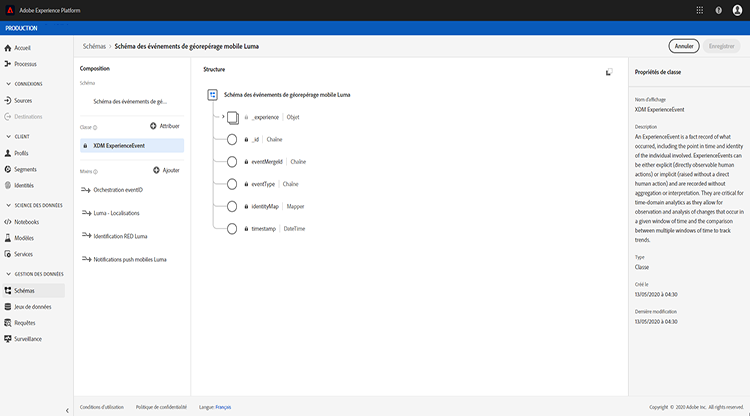 Adobe Experience Platform
PRODUCTION
Accueil
Processus
CONNEXIONS
Sources
Destinations
CLIENT
Profils
Segments
Identités
SCIENCE DES DONNÉES
Notebooks
Modèles
Services
GESTION DES DONNÉES
Schémas
Jeux de données
Requêtes
Surveillance
Schémas > Schéma des événements de géorepérage mobile Luma
Annuler
Enregistrer
Composition
Schéma
Schéma des événements de gé...
Classe
Attribuer
XDM ExperienceEvent
Mixins
Ajouter
Orchestration eventID
Luma - Localisations
Identification RED Luma
Notifications push mobiles Luma
Structure
Schéma des événements de géorepérage mobile Luma
_experience | Objet
_id | Chaîne
eventMergeId | Chaîne
eventType | Chaîne
identityMap | Mapper
timestamp | DateTime
Propriétés de classe
Nom d'affichage
XDM ExperienceEvent
Description
An ExperienceEvent is a fact record of what
occurred, including the point in time and identity
of the individual involved. ExperienceEvents can
be either explicit (directly observable human
actions) or implicit (raised without a direct
human action) and are recorded without
aggregation or interpretation. They are critical for
time-domain analytics as they allow for
observation and analysis of changes that occur in
a given window of time and the comparison
between multiple windows of time to track
trends.
Type
Classe
Créé le
13/05/2020 à 04:30
Dernière modification
13/05/2020 à 04:30
Conditions d'utilisation
Politique de confidentialité
Langue: Français
Copyright © 2020 Adobe Inc. All rights reserved.